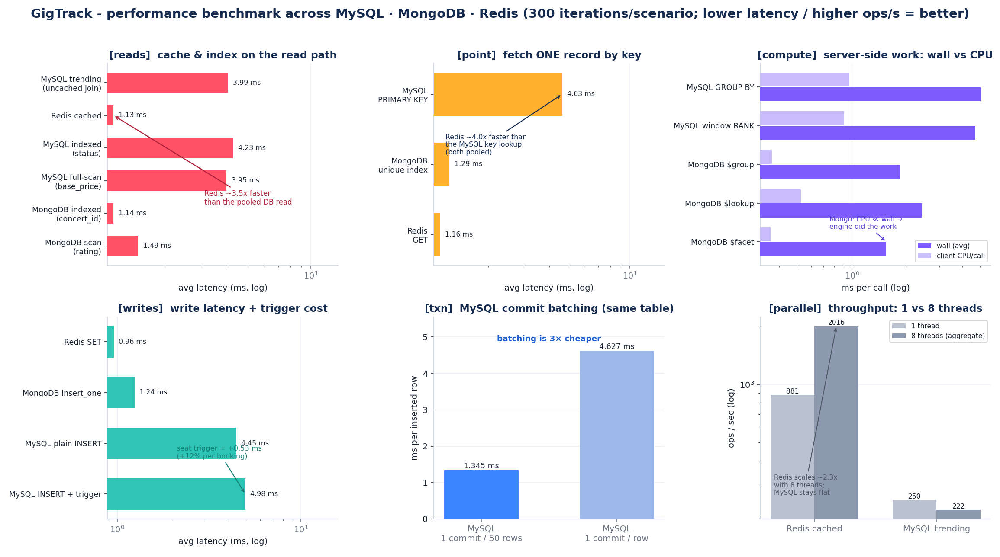 GigTrack - performance benchmark across MySQL · MongoDB · Redis (300 iterations/scenario; lower latency / higher ops/s = better)
[reads]  cache & index on the read path
MySQL trending
(uncached join)
3.99 ms
Redis cached
1.13 ms
MySQL indexed
(status)
4.23 ms
MySQL full-scan
(base_price)
3.95 ms
Redis ~3.5x faster
than the pooled DB read
MongoDB indexed
(concert_id)
1.14 ms
MongoDB scan
(rating)
1.49 ms
10¹
avg latency (ms, log)
[point]  fetch ONE record by key
MySQL
PRIMARY KEY
4.63 ms
Redis ~4.0x faster than
the MySQL key lookup
(both pooled)
MongoDB
unique index
1.29 ms
Redis
GET
1.16 ms
10¹
avg latency (ms, log)
[compute]  server-side work: wall vs CPU
MySQL GROUP BY
MySQL window RANK
MongoDB $group
MongoDB $lookup
Mongo: CPU ≪ wall →
engine did the work
MongoDB $facet
wall (avg)
client CPU/call
10⁰
ms per call (log)
[writes]  write latency + trigger cost
Redis SET
0.96 ms
MongoDB insert_one
1.24 ms
MySQL plain INSERT
4.45 ms
seat trigger = +0.53 ms
(+12% per booking)
MySQL INSERT + trigger
4.98 ms
10⁰
10¹
avg latency (ms, log)
[txn]  MySQL commit batching (same table)
batching is 3× cheaper
ms per inserted row
5
4
3
2
1
0
1.345 ms
4.627 ms
MySQL
1 commit / 50 rows
MySQL
1 commit / row
[parallel]  throughput: 1 vs 8 threads
1 thread
8 threads (aggregate)
ops / sec (log)
10³
881
2016
Redis scales ~2.3x
with 8 threads;
MySQL stays flat
250
222
Redis cached
MySQL trending